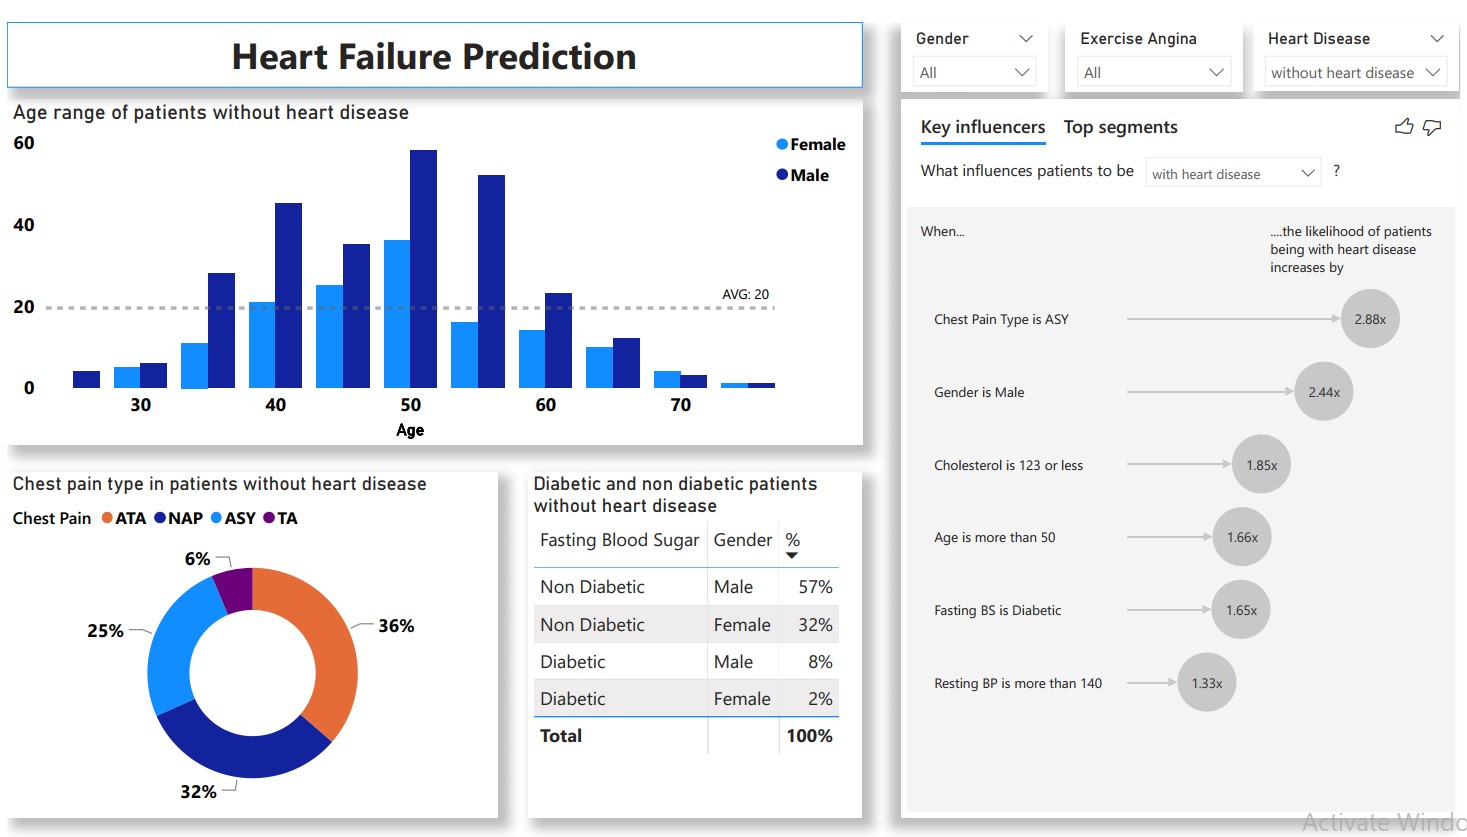 Heart Failure Prediction
Gender
All
Exercise Angina
All
Heart Disease
without heart disease
Age range of patients without heart disease
60
40
20
0
Female
Male
AVG: 20
30
40
50
60
70
Age
Chest pain type in patients without heart disease
Chest Pain ATA NAP ASY TA
6%
25%
36%
32%
Diabetic and non diabetic patients
without heart disease
Fasting Blood Sugar Gender %
Non Diabetic Male 57%
Non Diabetic Female 32%
Diabetic Male 8%
Diabetic Female 2%
Total 100%
Key influencers Top segments
What influences patients to be with heart disease ?
When...
....the likelihood of patients
being with heart disease
increases by
Chest Pain Type is ASY 2.88x
Gender is Male 2.44x
Cholesterol is 123 or less 1.85x
Age is more than 50 1.66x
Fasting BS is Diabetic 1.65x
Resting BP is more than 140 1.33x
Activate Windo